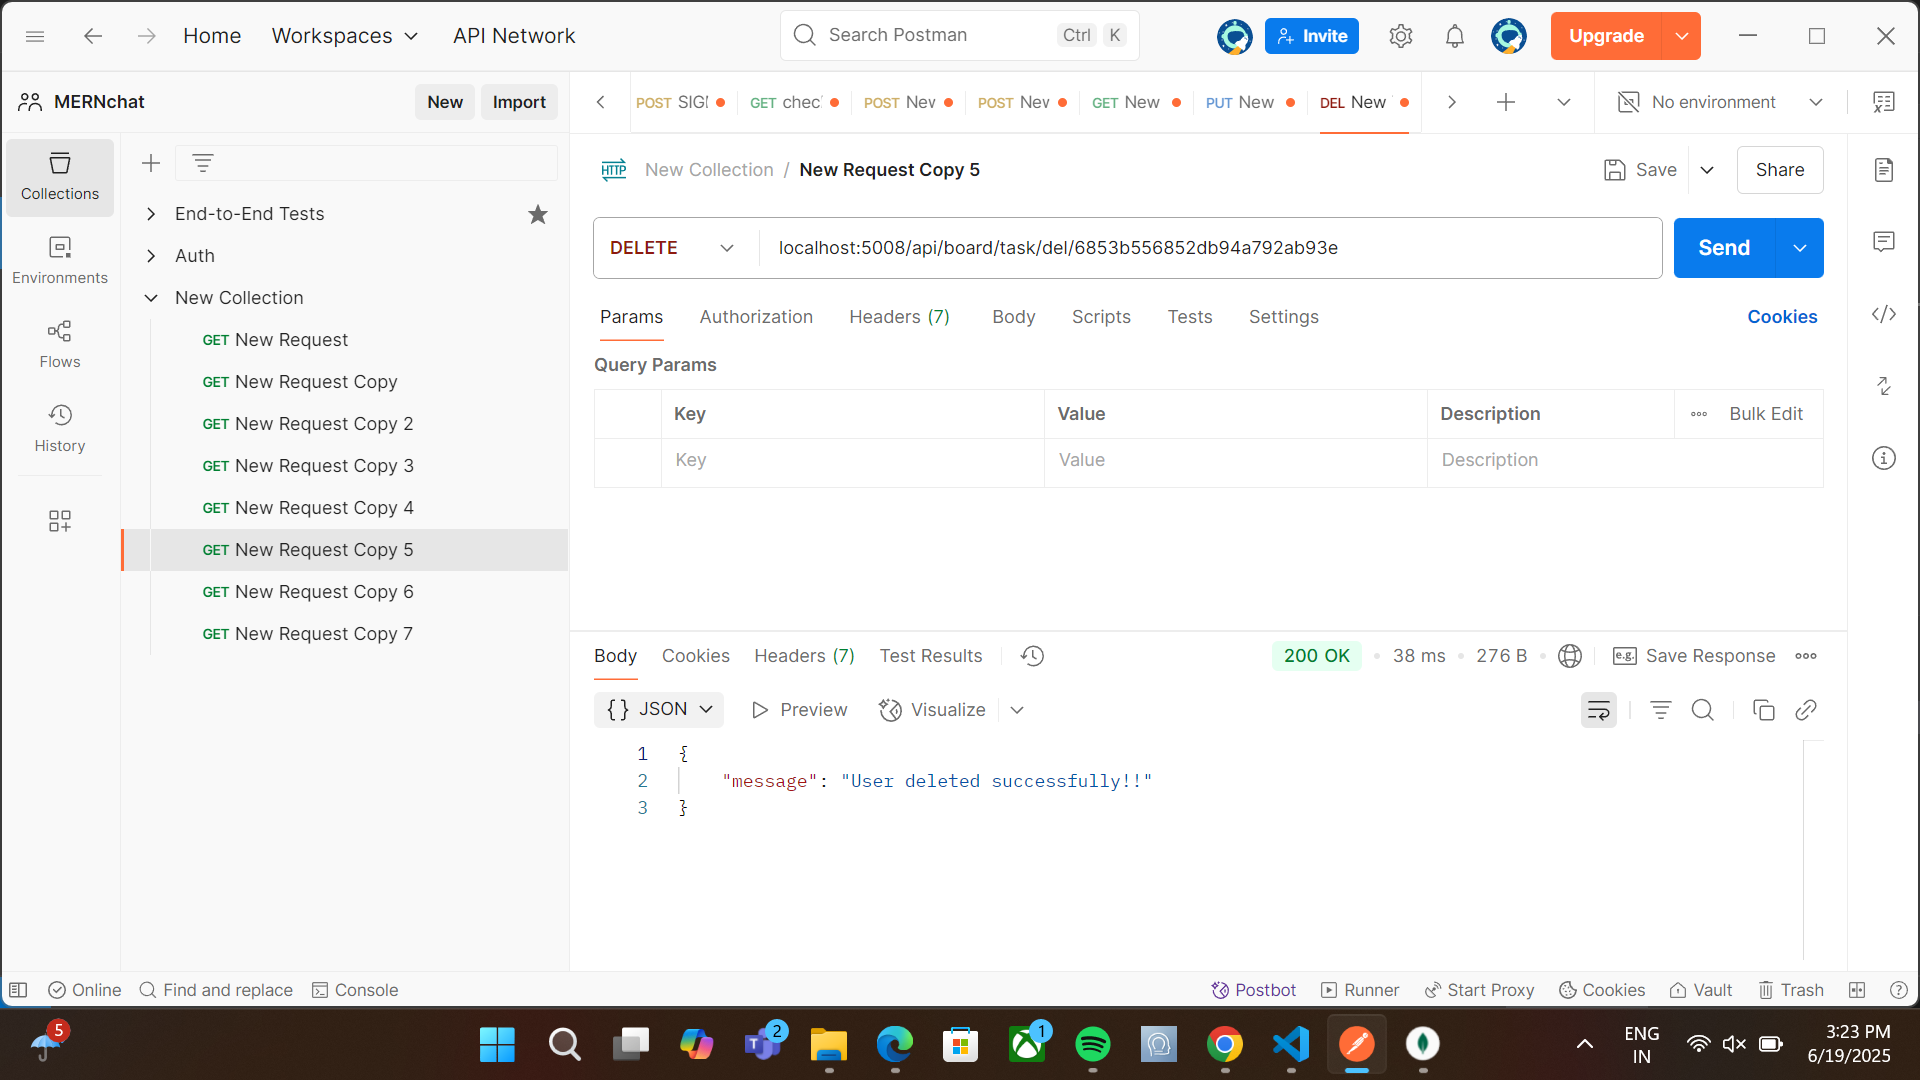 Home
Workspaces
API Network
Search Postman
Ctrl K
Invite
Upgrade
MERNchat
New
Import
POST SIGI
GET chec
POST Nev
POST Nev
GET New
PUT New
DEL New
No environment
Collections
Environments
Flows
History
End-to-End Tests
Auth
New Collection
GET New Request
GET New Request Copy
GET New Request Copy 2
GET New Request Copy 3
GET New Request Copy 4
GET New Request Copy 5
GET New Request Copy 6
GET New Request Copy 7
HTTP New Collection / New Request Copy 5
Save
Share
DELETE
localhost:5008/api/board/task/del/6853b556852db94a792ab93e
Send
Params Authorization Headers (7) Body Scripts Tests Settings
Cookies
Query Params
Key Value Description Bulk Edit
Key Value Description
Body Cookies Headers (7) Test Results
200 OK 38 ms 276 B
e.g. Save Response
{} JSON Preview Visualize
1 {
2 "message": "User deleted successfully!!"
3 }
Online Find and replace Console
Postbot Runner Start Proxy Cookies Vault Trash
5
2
1
ENG
IN
3:23 PM
6/19/2025